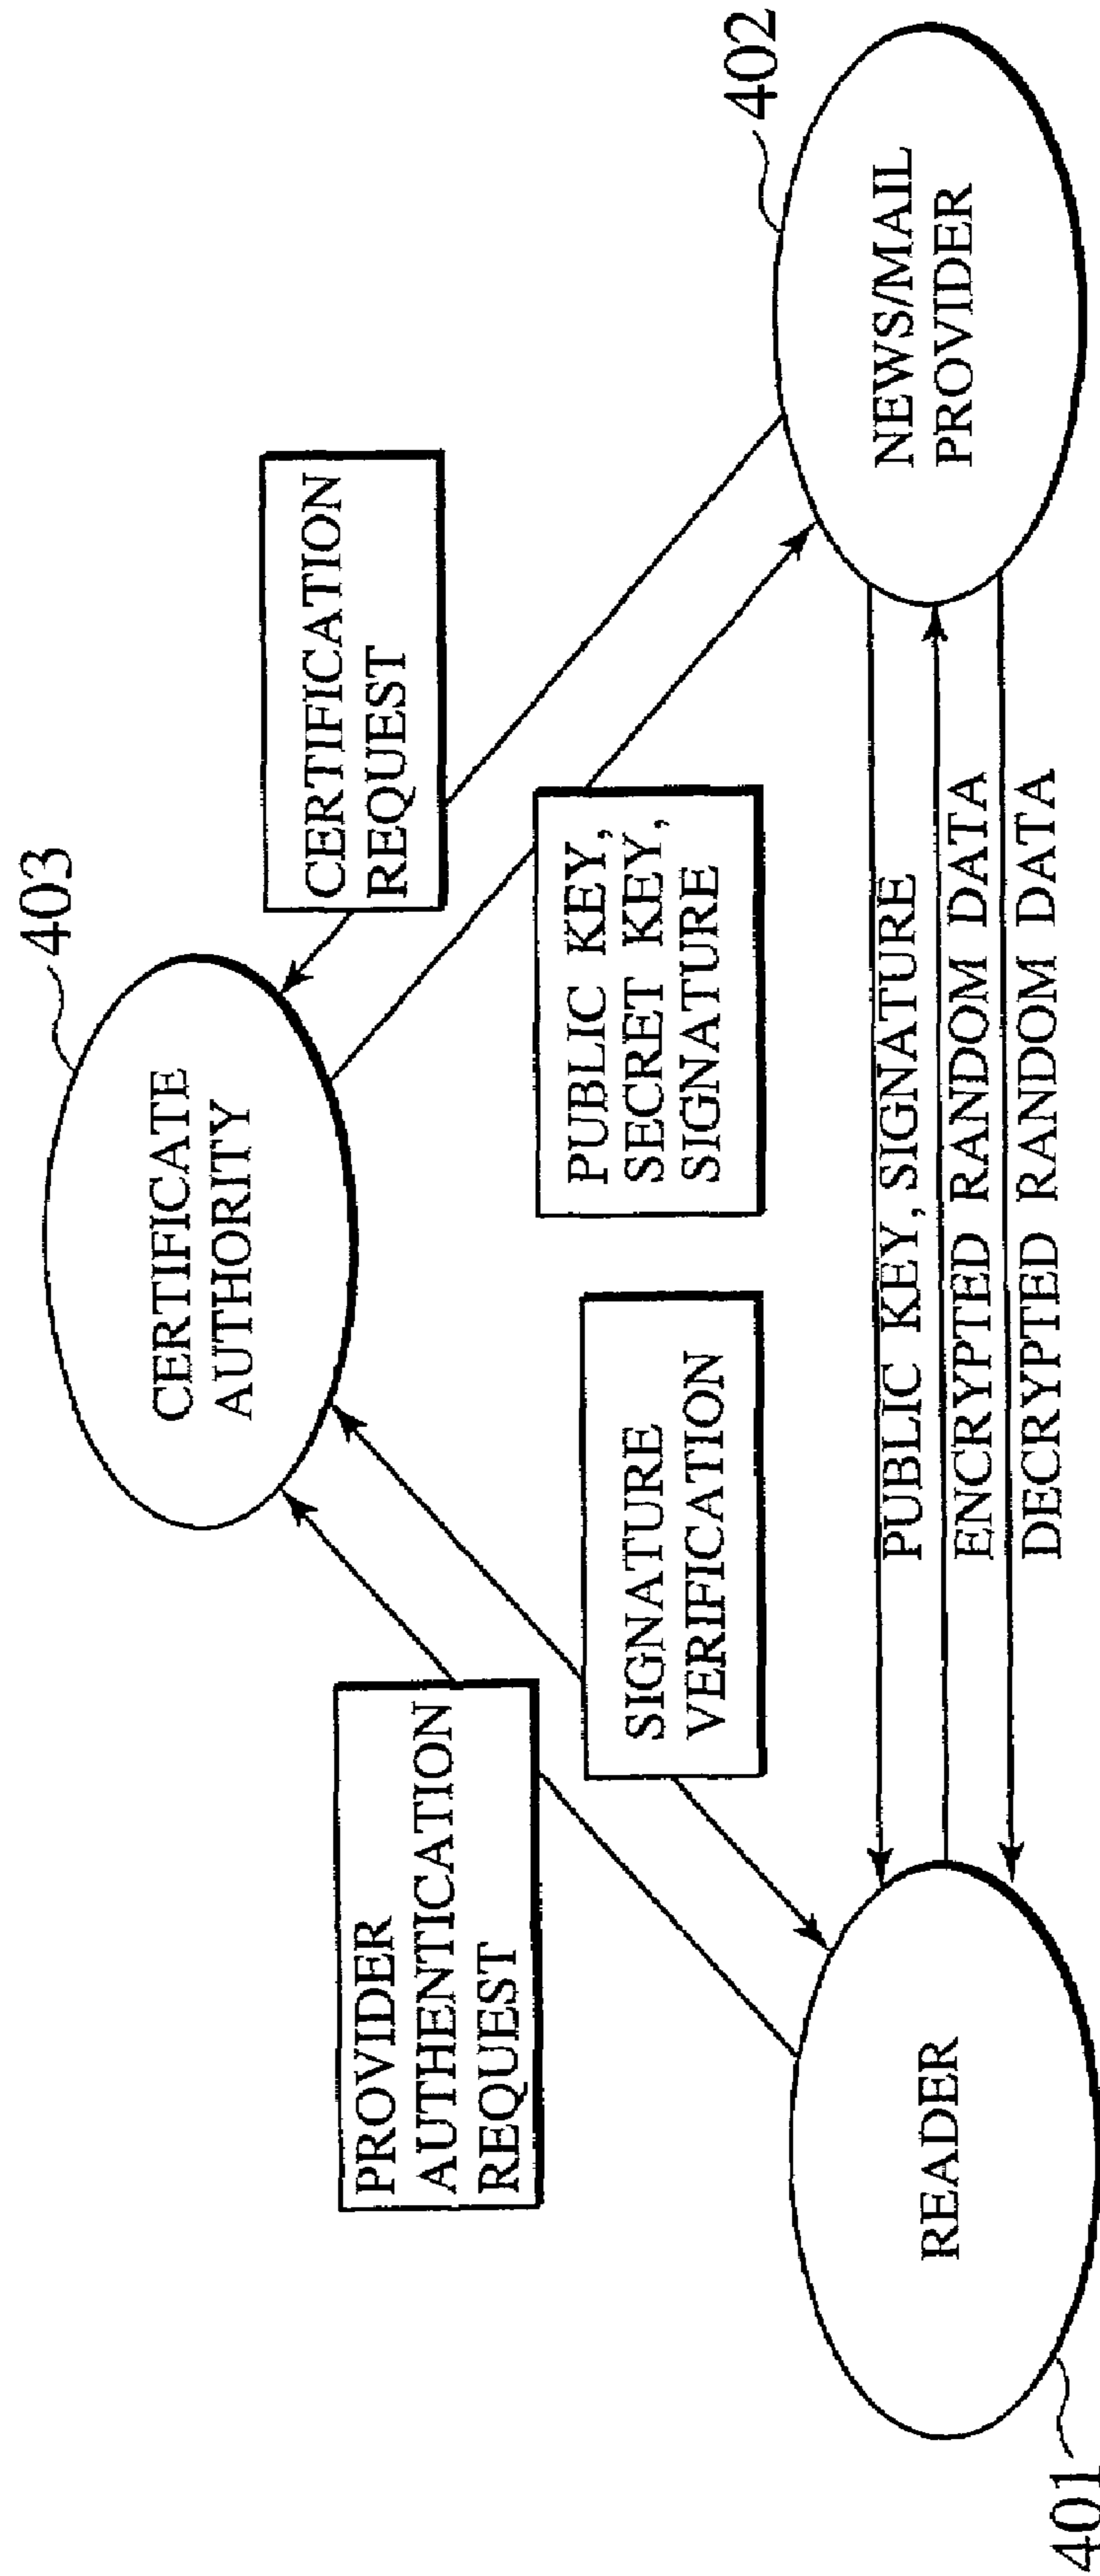 403
CERTIFICATE
AUTHORITY
CERTIFICATION
REQUEST
402
PROVIDER
AUTHENTICATION
REQUEST
PUBLIC KEY,
SECRET KEY,
SIGNATURE
SIGNATURE
VERIFICATION
NEWS/MAIL
PROVIDER
READER
PUBLIC KEY, SIGNATURE
ENCRYPTED RANDOM DATA
DECRYPTED RANDOM DATA
401